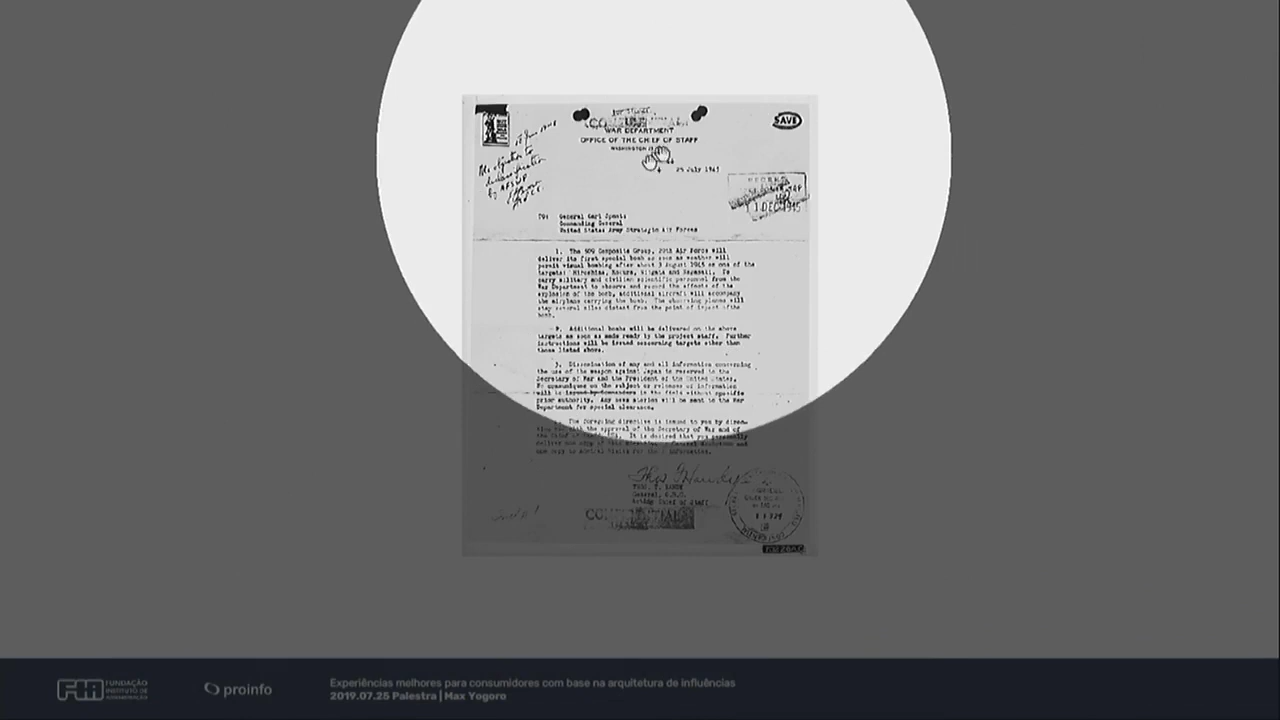 SAVE
WAR DEPARTMENT
OFFICE OF THE CHIEF OF STAFF
WASHINGTON
25 July 1945
1 DEC 1945
TO: General Carl Spaatz
Commanding General
United States Army Strategic Air Forces
1. The 509 Composite Group, 20th Air Force will
deliver its first special bomb as soon as weather will
permit visual bombing after about 3 August 1945 on one of the
targets: Hiroshima, Kokura, Niigata and Nagasaki. To
carry military and civilian scientific personnel from the
War Department to observe and record the effects of the
explosion of the bomb, additional aircraft will accompany
the airplane carrying the bomb. The observing planes will
stay several miles distant from the point of impact of the
bomb.
2. Additional bombs will be delivered on the above
targets as soon as made ready by the project staff. Further
instructions will be issued concerning targets other than
those listed above.
3. Dissemination of any and all information concerning
the use of the weapon against Japan is reserved to the
Secretary of War and the President of the United States.
No communiques on the subject or releases of information
will be issued by Commanders in the field without specific
prior authority. Any news stories will be sent to the War
Department for special clearance.
The foregoing directive is issued to you by direc-
tion and with the approval of the Secretary of War and of
the Chief of Staff, USA. It is desired that you personally
deliver one copy of this directive to General MacArthur and
one copy to Admiral Nimitz for their information.
Thos T Handy
THOS. T. HANDY
General, G.S.C.
Acting Chief of Staff
CONFIDENTIAL
FIA FUNDAÇÃO
INSTITUTO DE
ADMINISTRAÇÃO
proinfo
Experiências melhores para consumidores com base na arquitetura de influências
2019.07.25 Palestra | Max Yogoro